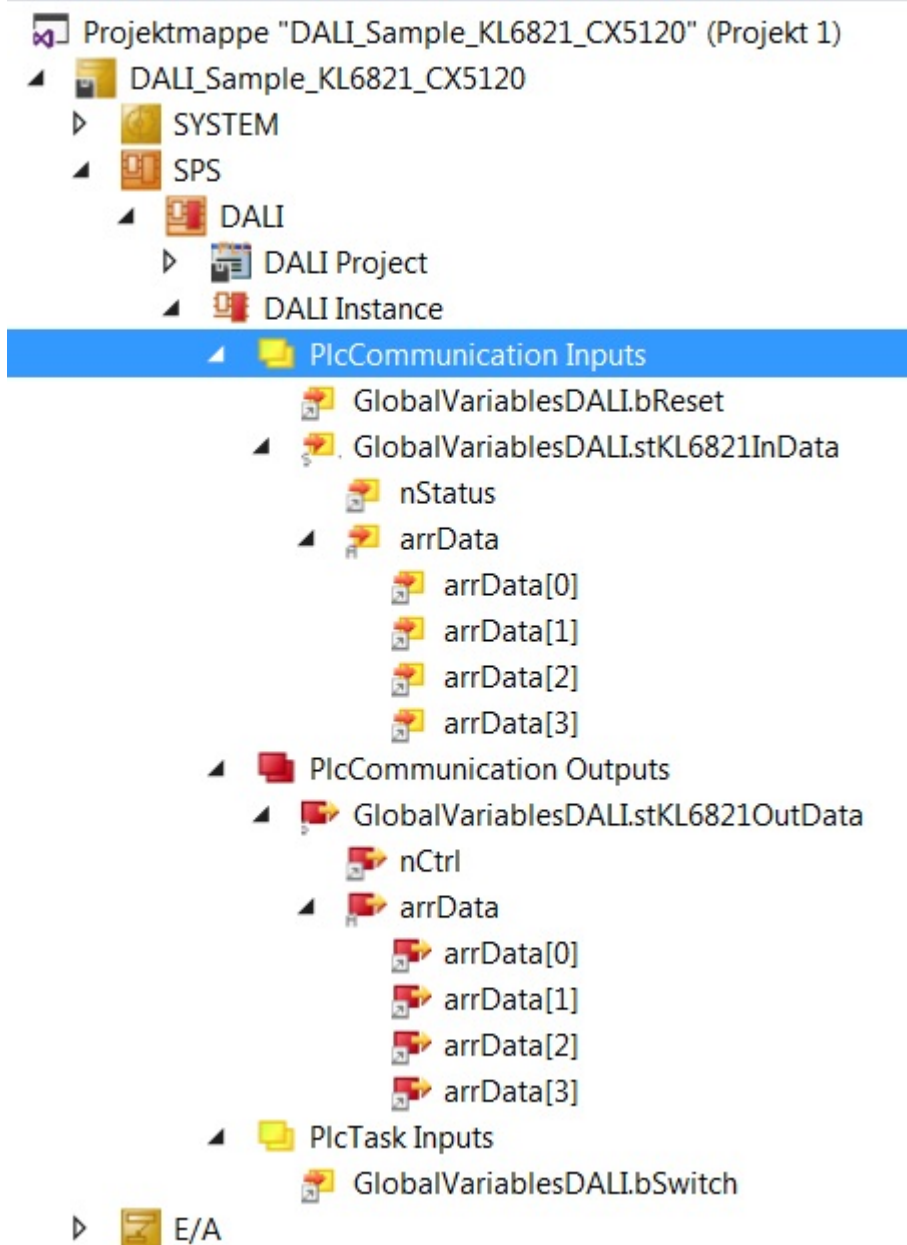 Projektmappe "DALI_Sample_KL6821_CX5120" (Projekt 1)
DALI_Sample_KL6821_CX5120
SYSTEM
SPS
DALI
DALI Project
DALI Instance
PlcCommunication Inputs
GlobalVariablesDALI.bReset
GlobalVariablesDALI.stKL6821InData
nStatus
arrData
arrData[0]
arrData[1]
arrData[2]
arrData[3]
PlcCommunication Outputs
GlobalVariablesDALI.stKL6821OutData
nCtrl
arrData
arrData[0]
arrData[1]
arrData[2]
arrData[3]
PlcTask Inputs
GlobalVariablesDALI.bSwitch
E/A